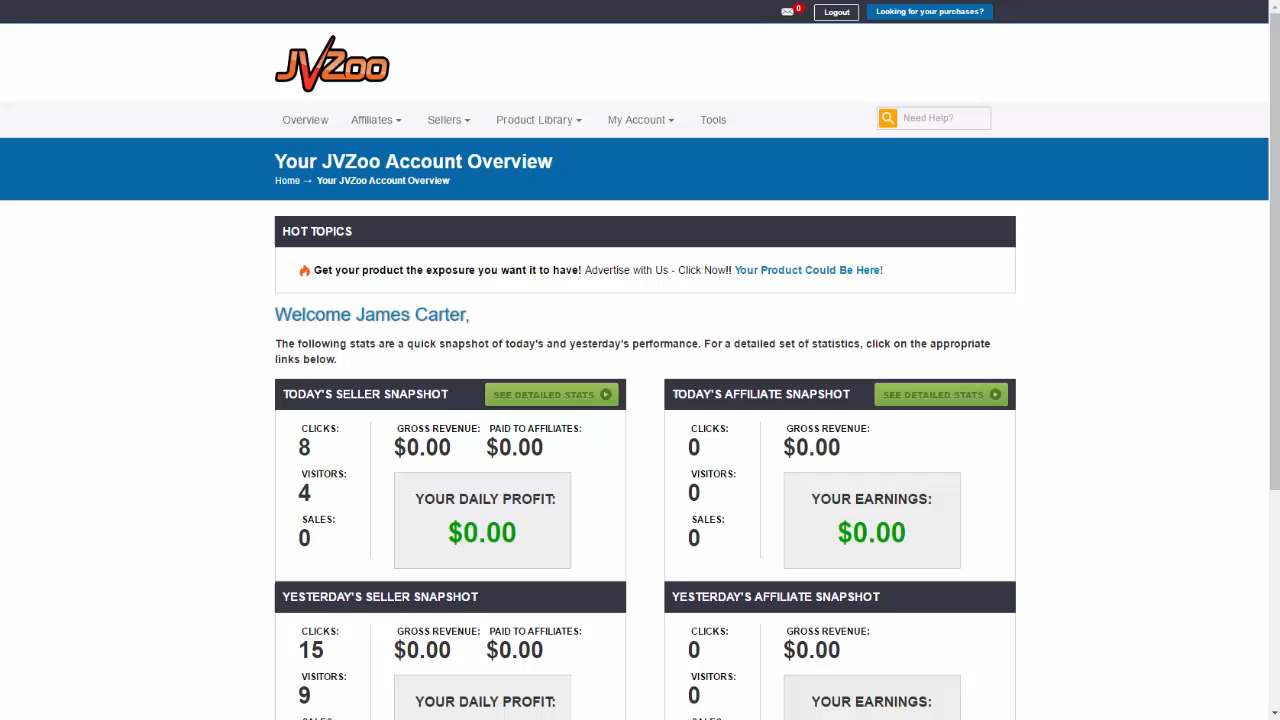 0 Logout Looking for your purchases?
JVZoo
Overview Affiliates Sellers Product Library My Account Tools Need Help?
Your JVZoo Account Overview
Home → Your JVZoo Account Overview
HOT TOPICS
Get your product the exposure you want it to have! Advertise with Us - Click Now!! Your Product Could Be Here!
Welcome James Carter,
The following stats are a quick snapshot of today's and yesterday's performance. For a detailed set of statistics, click on the appropriate
links below.
TODAY'S SELLER SNAPSHOT SEE DETAILED STATS
CLICKS: GROSS REVENUE: PAID TO AFFILIATES:
8 $0.00 $0.00
VISITORS:
4
YOUR DAILY PROFIT:
SALES:
0
$0.00
TODAY'S AFFILIATE SNAPSHOT SEE DETAILED STATS
CLICKS: GROSS REVENUE:
0 $0.00
VISITORS:
0
YOUR EARNINGS:
SALES:
0
$0.00
YESTERDAY'S SELLER SNAPSHOT
CLICKS: GROSS REVENUE: PAID TO AFFILIATES:
15 $0.00 $0.00
VISITORS:
9
YOUR DAILY PROFIT:
YESTERDAY'S AFFILIATE SNAPSHOT
CLICKS: GROSS REVENUE:
0 $0.00
VISITORS:
0
YOUR EARNINGS: